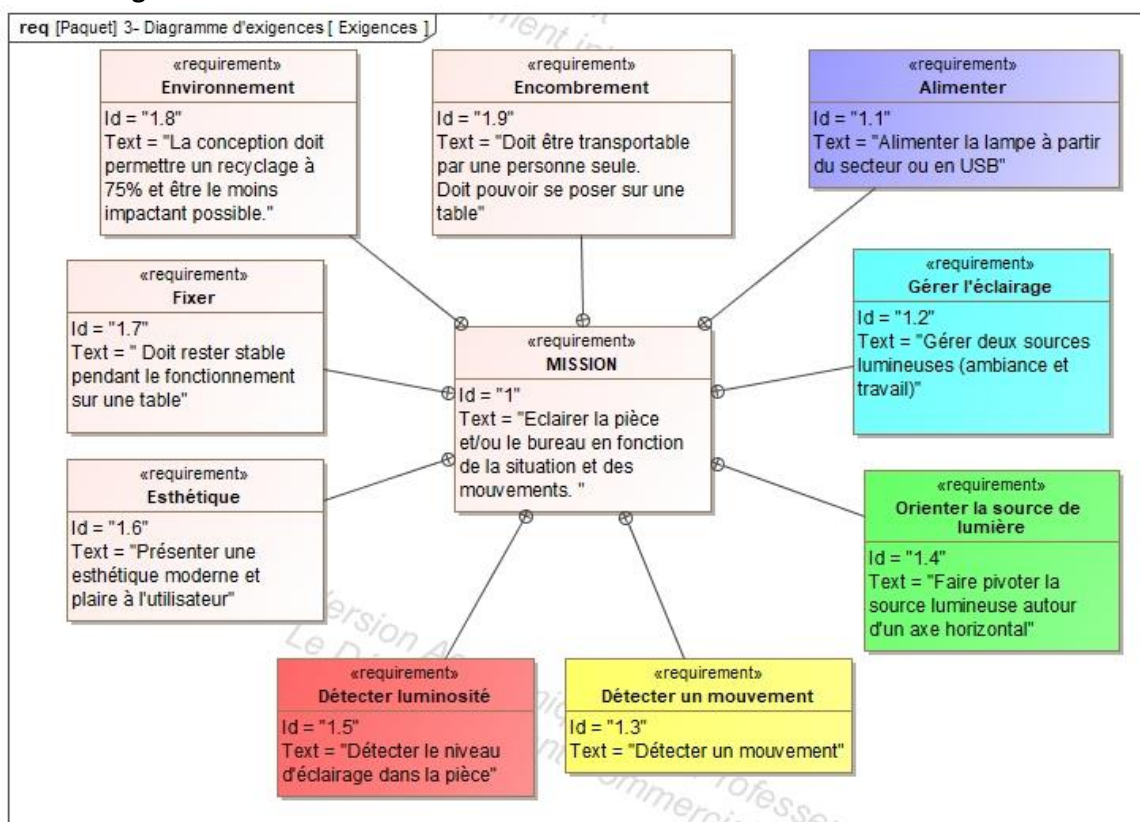 req [Paquet] 3- Diagramme d'exigences [ Exigences ]
«requirement»
Environnement
Id = "1.8"
Text = "La conception doit
permettre un recyclage à
75% et être le moins
impactant possible."
«requirement»
Encombrement
Id = "1.9"
Text = "Doit être transportable
par une personne seule.
Doit pouvoir se poser sur une
table"
«requirement»
Alimenter
Id = "1.1"
Text = "Alimenter la lampe à partir
du secteur ou en USB"
«requirement»
Fixer
Id = "1.7"
Text = " Doit rester stable
pendant le fonctionnement
sur une table"
«requirement»
MISSION
Id = "1"
Text = "Eclairer la pièce
et/ou le bureau en fonction
de la situation et des
mouvements. "
«requirement»
Gérer l'éclairage
Id = "1.2"
Text = "Gérer deux sources
lumineuses (ambiance et
travail)"
«requirement»
Esthétique
Id = "1.6"
Text = "Présenter une
esthétique moderne et
plaire à l'utilisateur"
«requirement»
Orienter la source de
lumière
Id = "1.4"
Text = "Faire pivoter la
source lumineuse autour
d'un axe horizontal"
«requirement»
Détecter luminosité
Id = "1.5"
Text = "Détecter le niveau
d'éclairage dans la pièce"
«requirement»
Détecter un mouvement
Id = "1.3"
Text = "Détecter un mouvement"